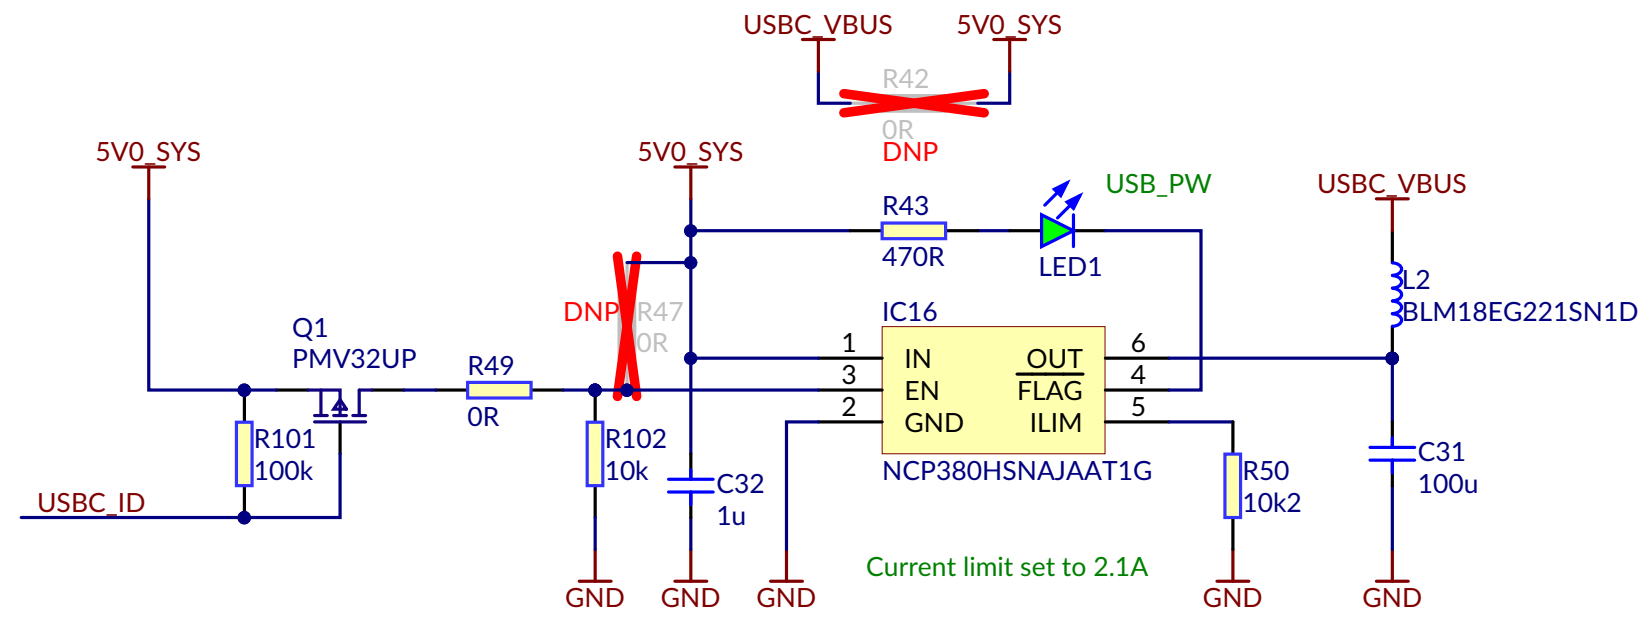 USBC_VBUS
5V0_SYS
R42
0R
DNP
5V0_SYS
5V0_SYS
USB_PW
USBC_VBUS
R43
470R
LED1
L2
BLM18EG221SN1D
DNP
R47
0R
IC16
Q1
PMV32UP
R49
0R
1
IN
OUT
6
3
EN
FLAG
4
2
GND
ILIM
5
NCP380HSNAJAAT1G
R101
100k
R102
10k
C32
1u
R50
10k2
C31
100u
USBC_ID
Current limit set to 2.1A
GND
GND
GND
GND
GND